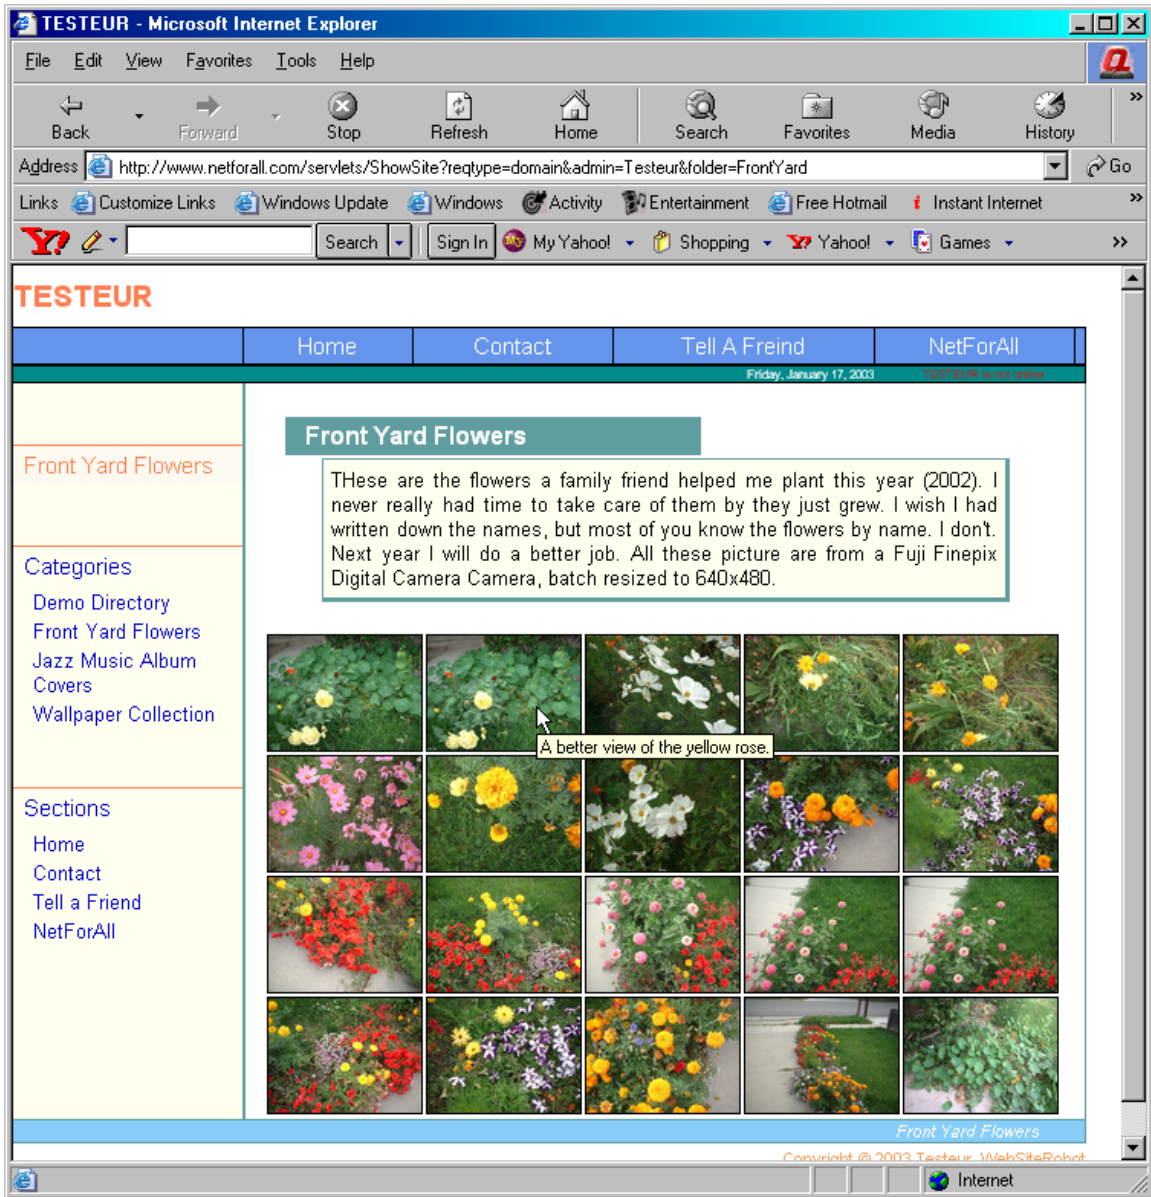 TESTEUR - Microsoft Internet Explorer
File Edit View Favorites Tools Help
Back Forward Stop Refresh Home Search Favorites Media History »
Address http://www.netforall.com/servlets/ShowSite?reqtype=domain&admin=Testeur&folder=FrontYard Go
Links Customize Links Windows Update Windows Activity Entertainment Free Hotmail Instant Internet »
Y! Search Sign In My Yahoo! Shopping Y? Yahoo! Games »
TESTEUR
Home Contact Tell A Freind NetForAll
Friday, January 17, 2003 TESTEUR is not online
Front Yard Flowers
Categories
Demo Directory
Front Yard Flowers
Jazz Music Album
Covers
Wallpaper Collection
Sections
Home
Contact
Tell a Friend
NetForAll
Front Yard Flowers
THese are the flowers a family friend helped me plant this year (2002). I
never really had time to take care of them by they just grew. I wish I had
written down the names, but most of you know the flowers by name. I don't.
Next year I will do a better job. All these picture are from a Fuji Finepix
Digital Camera Camera, batch resized to 640x480.
A better view of the yellow rose.
Front Yard Flowers
Copyright © 2003 Testeur, WebSiteRobot
Internet